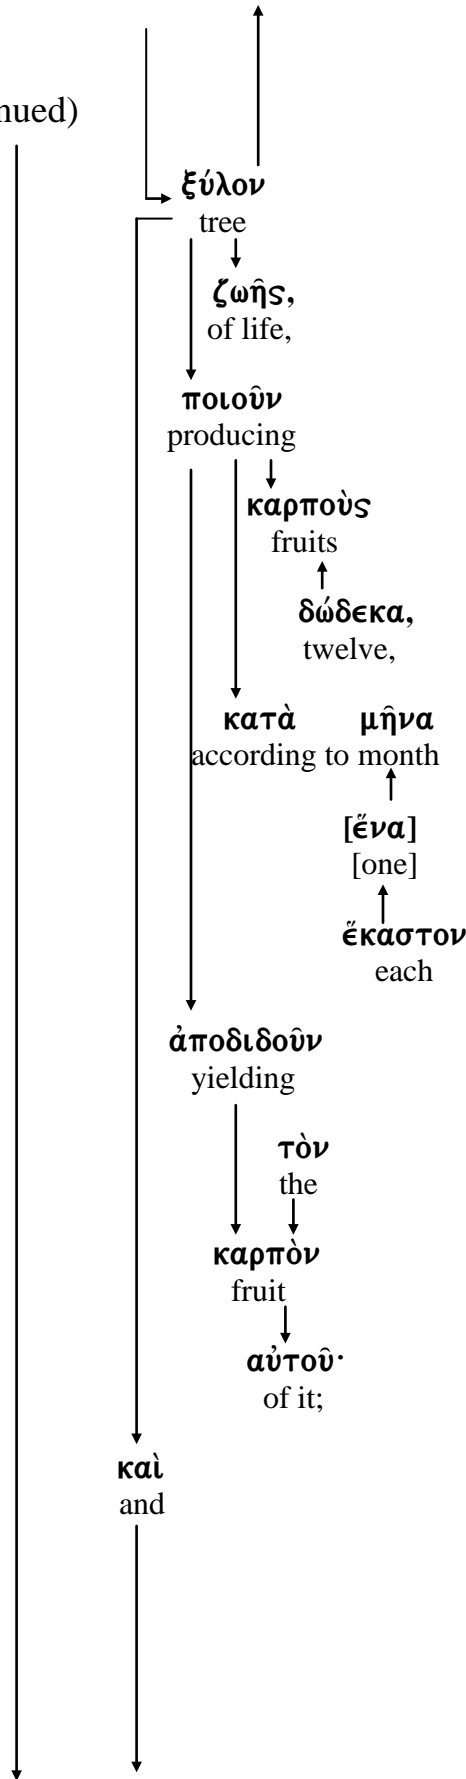 nued)
ξύλον
tree
ζωῆς,
of life,
ποιοῦν
producing
καρποὺς
fruits
δώδεκα,
twelve,
κατὰ μῆνα
according to month
[ἕνα]
[one]
ἕκαστον
each
ἀποδιδοῦν
yielding
τὸν
the
καρπὸν
fruit
αὐτοῦ·
of it;
καὶ
and